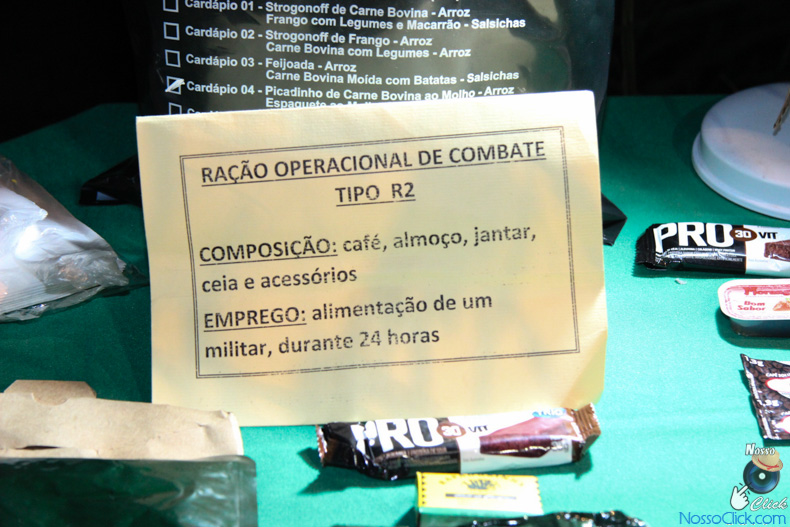 Cardápio 01 - Strogonoff de Carne Bovina - Arroz
Frango com Legumes e Macarrão - Salsichas
Cardápio 02 - Strogonoff de Frango - Arroz
Carne Bovina com Legumes - Arroz
Cardápio 03 - Feijoada - Arroz
Carne Bovina Moída com Batatas - Salsichas
Cardápio 04 - Picadinho de Carne Bovina ao Molho - Arroz
Espaguete ao
RAÇÃO OPERACIONAL DE COMBATE
TIPO R2
COMPOSIÇÃO: café, almoço, jantar,
ceia e acessórios
EMPREGO: alimentação de um
militar, durante 24 horas
PRO 30 VIT
Bom
Sabor
PRO 30 VIT
Nosso
Click
NossoClick.com